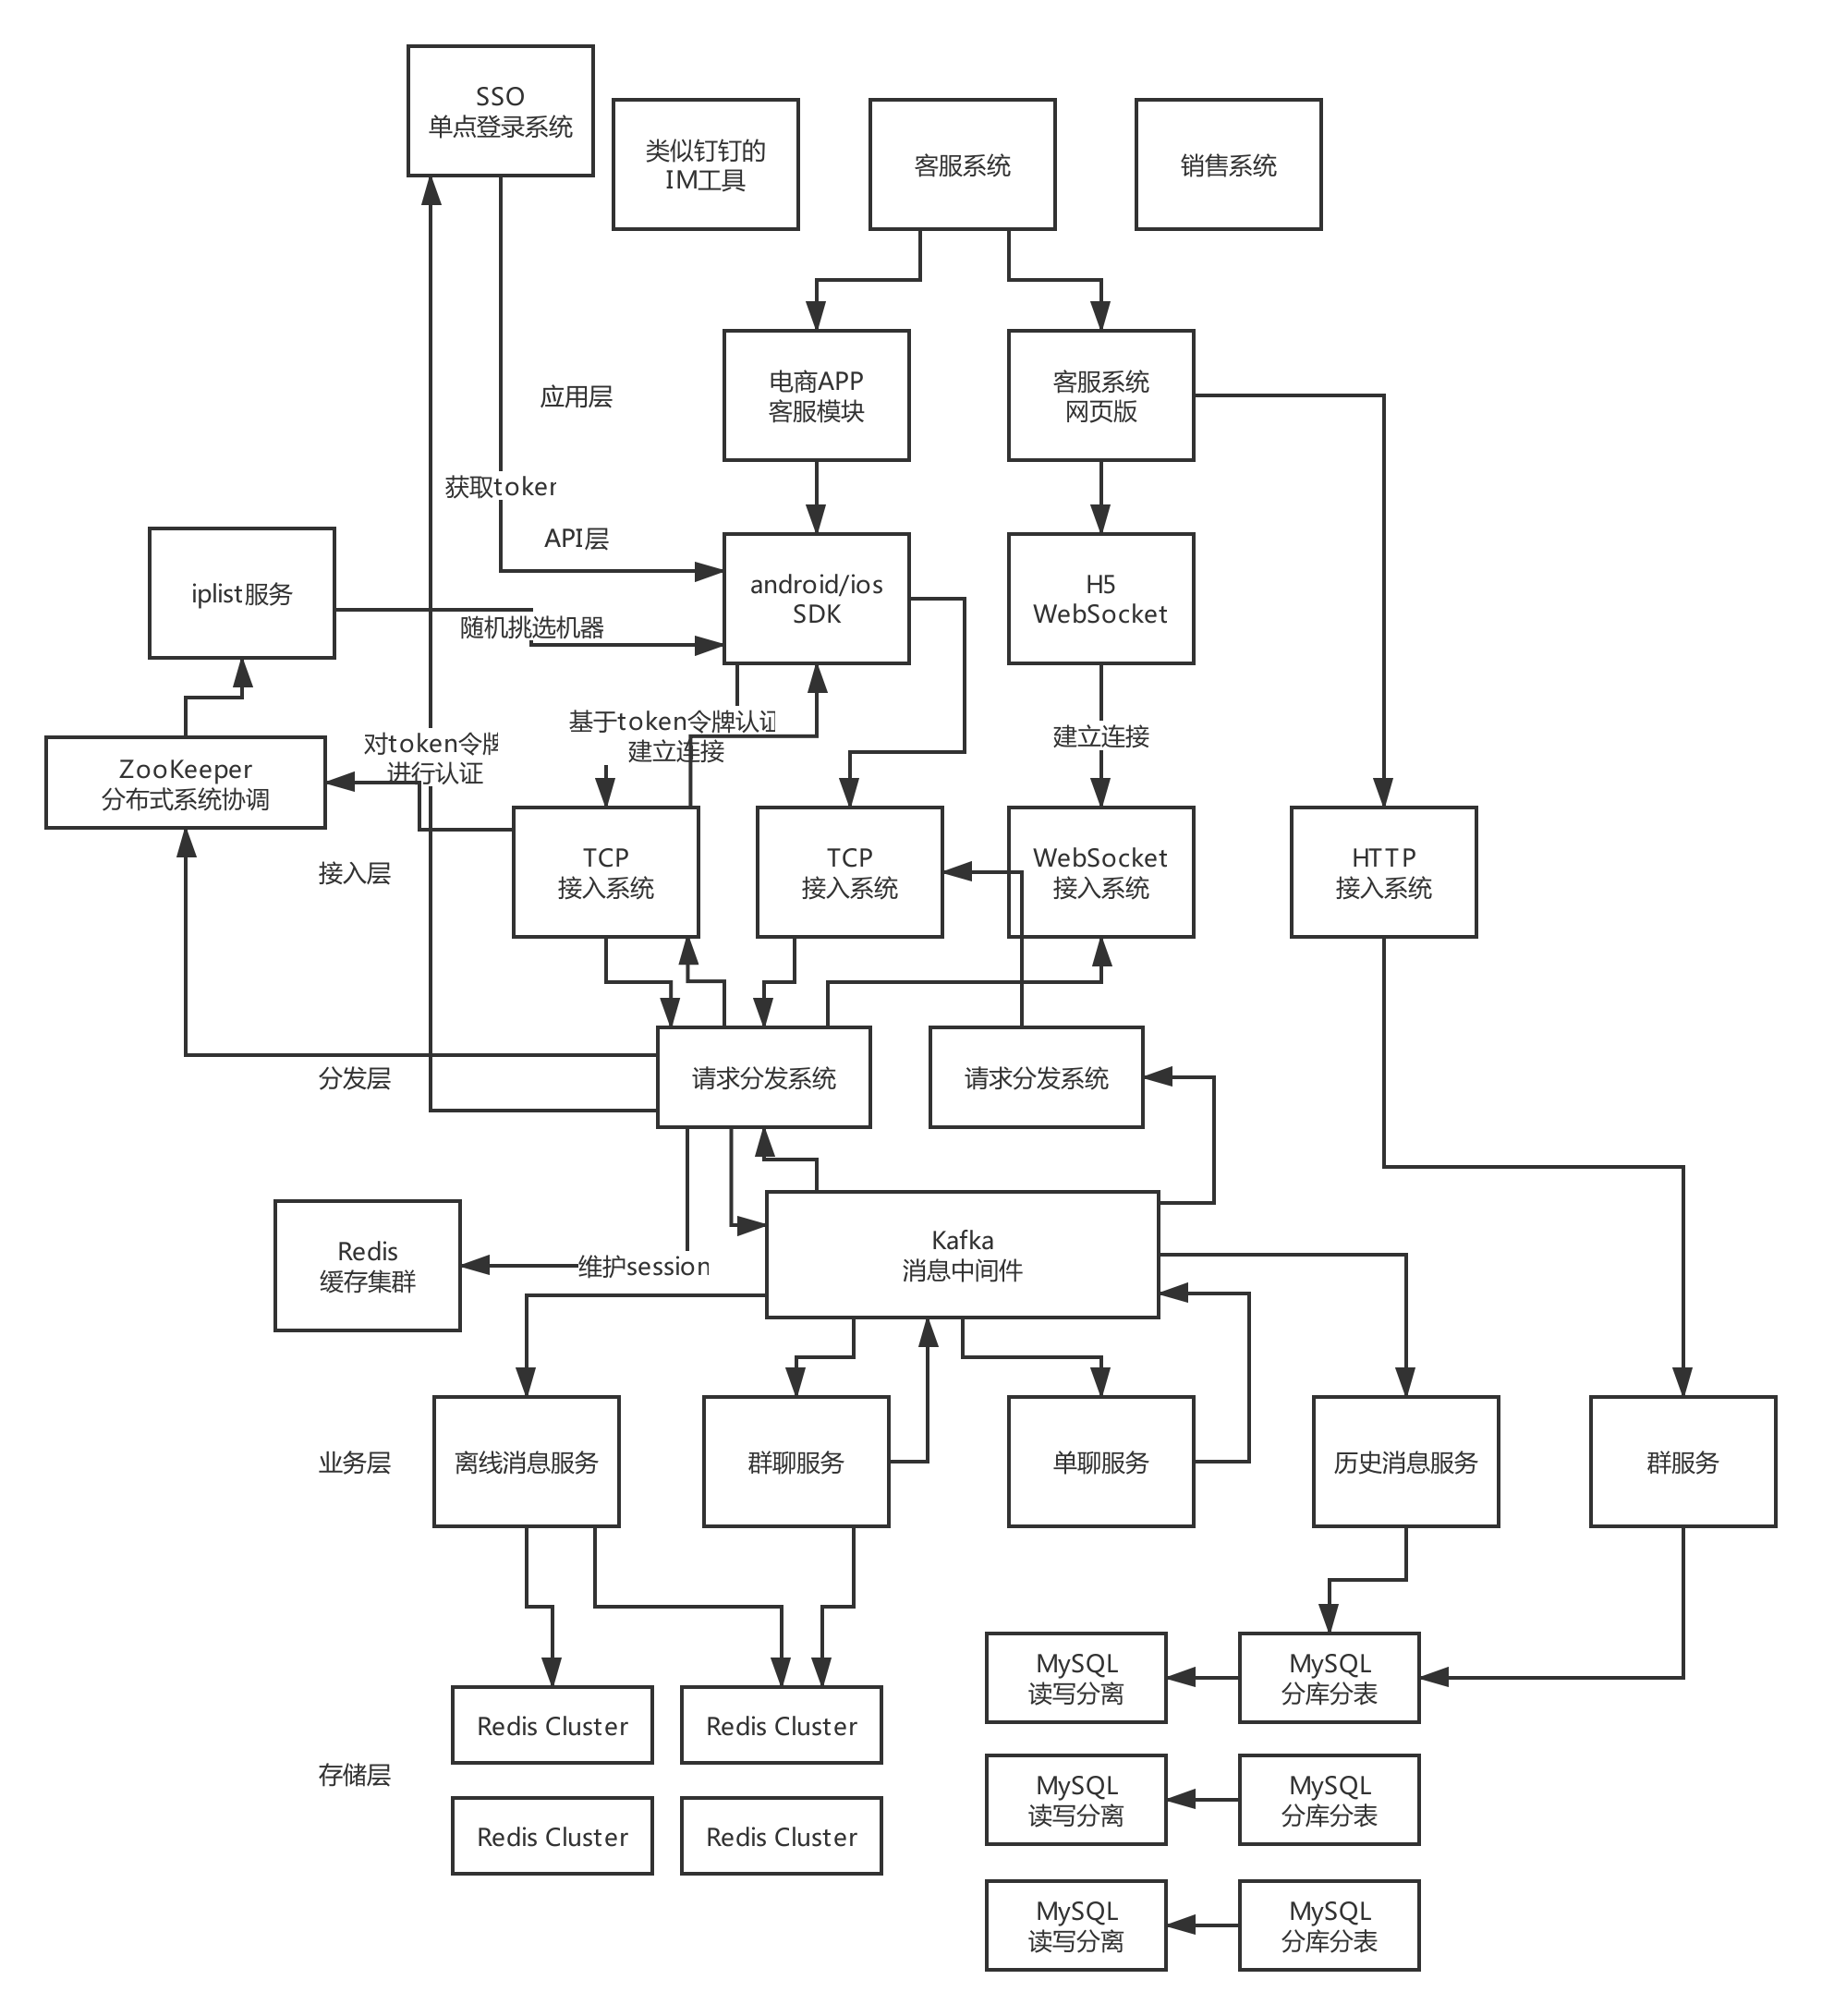 SSO
单点登录系统
类似钉钉的
IM工具
客服系统
销售系统
应用层
电商APP
客服模块
客服系统
网页版
获取token
API层
iplist服务
随机挑选机器
android/ios
SDK
H5
WebSocket
ZooKeeper
分布式系统协调
对token令牌
进行认证
基于token令牌认证
建立连接
建立连接
接入层
TCP
接入系统
TCP
接入系统
WebSocket
接入系统
HTTP
接入系统
分发层
请求分发系统
请求分发系统
Redis
缓存集群
维护session
Kafka
消息中间件
业务层
离线消息服务
群聊服务
单聊服务
历史消息服务
群服务
存储层
Redis Cluster
Redis Cluster
Redis Cluster
Redis Cluster
MySQL
读写分离
MySQL
分库分表
MySQL
读写分离
MySQL
分库分表
MySQL
读写分离
MySQL
分库分表